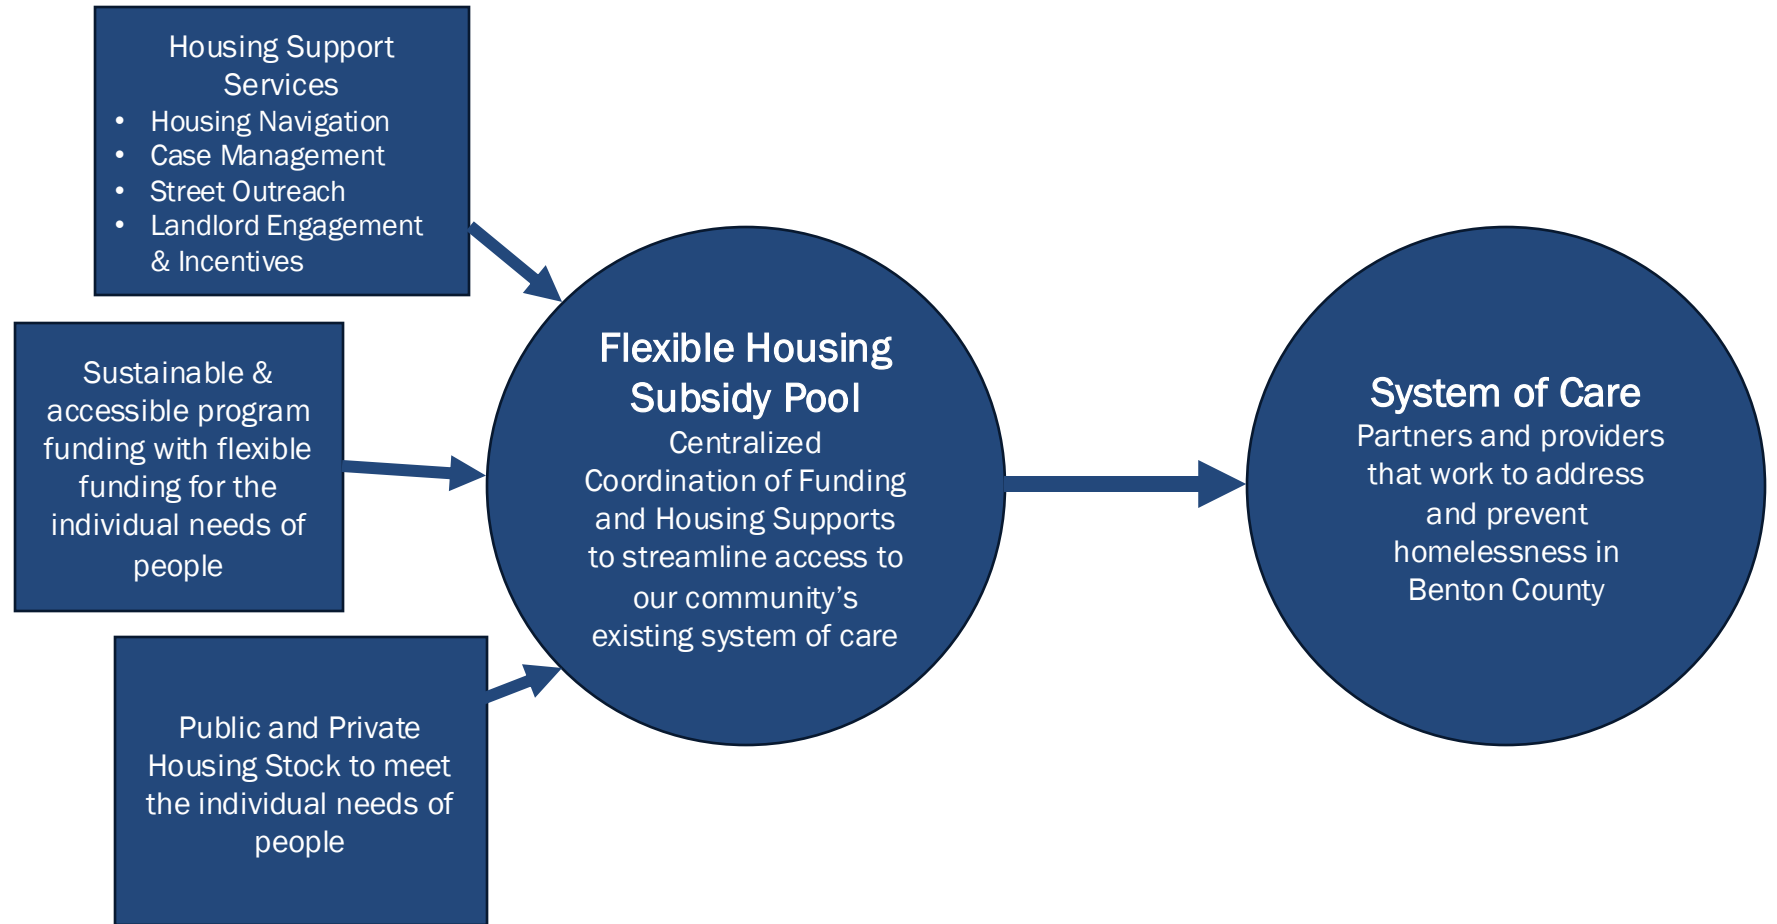 Housing Support
Services
• Housing Navigation
• Case Management
• Street Outreach
• Landlord Engagement
& Incentives
Sustainable &
accessible program
funding with flexible
funding for the
individual needs of
people
Public and Private
Housing Stock to meet
the individual needs of
people
Flexible Housing
Subsidy Pool
Centralized
Coordination of Funding
and Housing Supports
to streamline access to
our community’s
existing system of care
System of Care
Partners and providers
that work to address
and prevent
homelessness in
Benton County